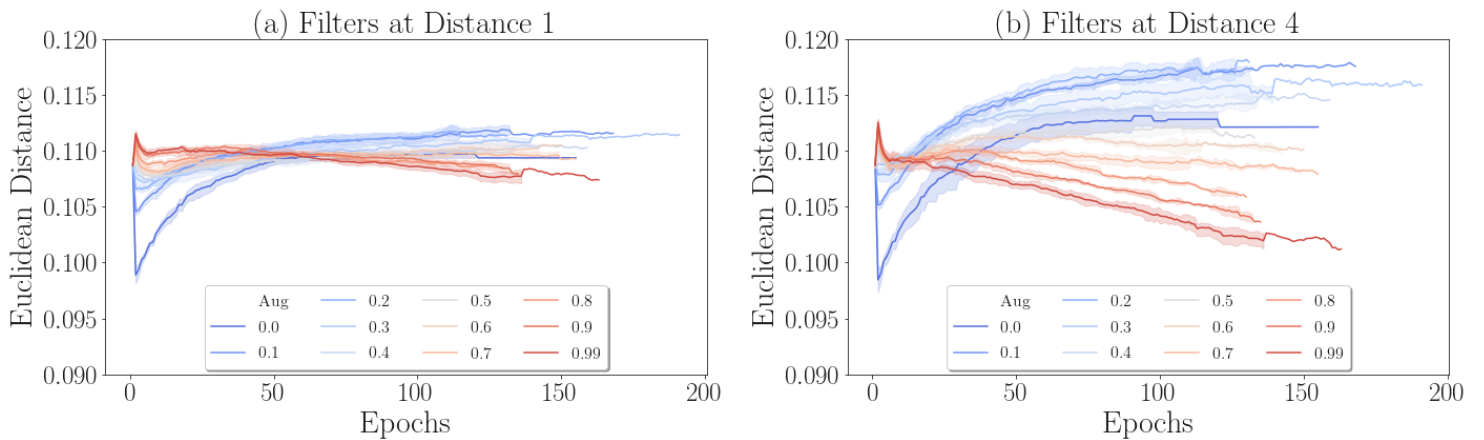 (a) Filters at Distance 1
Euclidean Distance
0.120
0.115
0.110
0.105
0.100
0.095
0.090
Aug 0.2 0.5 0.8
0.0 0.3 0.6 0.9
0.1 0.4 0.7 0.99
0 50 100 150 200
Epochs
(b) Filters at Distance 4
Euclidean Distance
0.120
0.115
0.110
0.105
0.100
0.095
0.090
Aug 0.2 0.5 0.8
0.0 0.3 0.6 0.9
0.1 0.4 0.7 0.99
0 50 100 150 200
Epochs